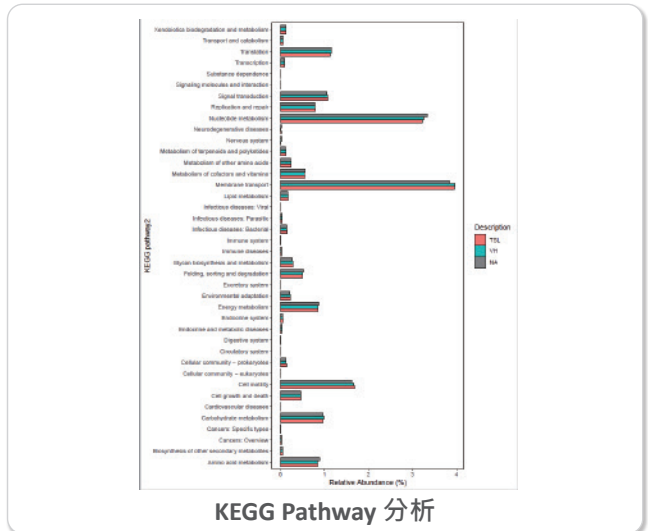 Xenobiotics biodegradation and metabolism
Transport and catabolism
Translation
Transcription
Substance dependence
Signaling molecules and interaction
Signal transduction
Replication and repair
Nucleotide metabolism
Neurodegenerative diseases
Nervous system
Metabolism of terpenoids and polyketides
Metabolism of other amino acids
Metabolism of cofactors and vitamins
Membrane transport
Lipid metabolism
Infectious diseases: Viral
Infectious diseases: Parasitic
Infectious diseases: Bacterial
Immune system
Immune diseases
Glycan biosynthesis and metabolism
Folding, sorting and degradation
Excretory system
Environmental adaptation
Energy metabolism
Endocrine system
Endocrine and metabolic diseases
Digestive system
Circulatory system
Cellular community – prokaryotes
Cellular community – eukaryotes
Cell motility
Cell growth and death
Cardiovascular diseases
Carbohydrate metabolism
Cancers: Specific types
Cancers: Overview
Biosynthesis of other secondary metabolites
Amino acid metabolism
KEGG pathway2
0 1 2 3 4
Relative Abundance (%)
Description
TSL
VH
NA
KEGG Pathway 分析